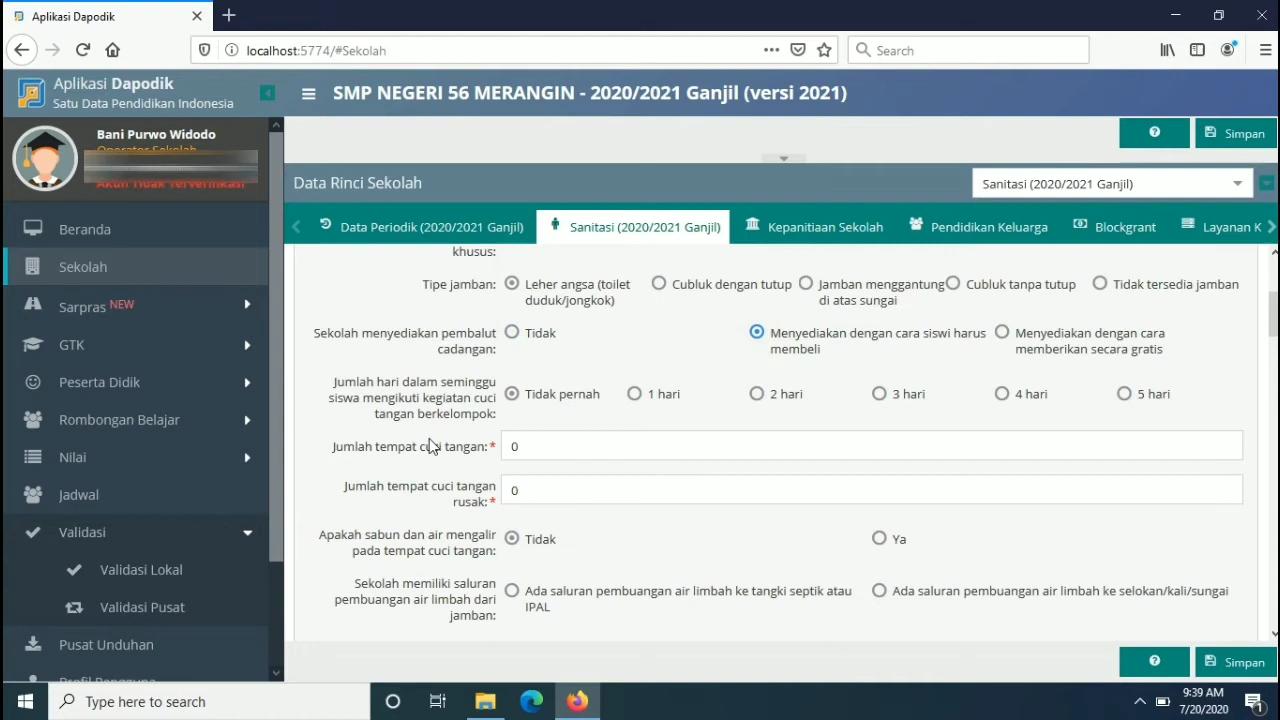 Aplikasi Dapodik
localhost:5774/#Sekolah
Search
Aplikasi Dapodik
Satu Data Pendidikan Indonesia
SMP NEGERI 56 MERANGIN - 2020/2021 Ganjil (versi 2021)
Bani Purwo Widodo
Operator Sekolah
Akun Tidak Terverifikasi
Simpan
Data Rinci Sekolah
Sanitasi (2020/2021 Ganjil)
Data Periodik (2020/2021 Ganjil)
Sanitasi (2020/2021 Ganjil)
Kepanitiaan Sekolah
Pendidikan Keluarga
Blockgrant
Layanan K
Beranda
Sekolah
Sarpras NEW
GTK
Peserta Didik
Rombongan Belajar
Nilai
Jadwal
Validasi
Validasi Lokal
Validasi Pusat
Pusat Unduhan
Profil Pengguna
khusus:
Tipe jamban:
Leher angsa (toilet
duduk/jongkok)
Cubluk dengan tutup
Jamban menggantung
di atas sungai
Cubluk tanpa tutup
Tidak tersedia jamban
Sekolah menyediakan pembalut
cadangan:
Tidak
Menyediakan dengan cara siswi harus
membeli
Menyediakan dengan cara
memberikan secara gratis
Jumlah hari dalam seminggu
siswa mengikuti kegiatan cuci
tangan berkelompok:
Tidak pernah
1 hari
2 hari
3 hari
4 hari
5 hari
Jumlah tempat cuci tangan:*
0
Jumlah tempat cuci tangan
rusak:*
0
Apakah sabun dan air mengalir
pada tempat cuci tangan:
Tidak
Ya
Sekolah memiliki saluran
pembuangan air limbah dari
jamban:
Ada saluran pembuangan air limbah ke tangki septik atau
IPAL
Ada saluran pembuangan air limbah ke selokan/kali/sungai
Simpan
Type here to search
9:39 AM
7/20/2020
1